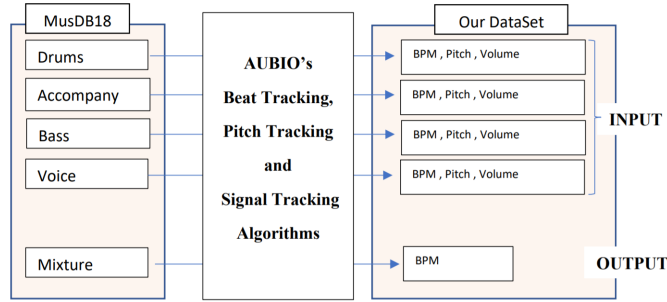 MusDB18
Our DataSet
Drums
Accompany
Bass
Voice
Mixture
AUBIO's
Beat Tracking,
Pitch Tracking
and
Signal Tracking
Algorithms
BPM , Pitch , Volume
BPM , Pitch , Volume
BPM , Pitch , Volume
BPM , Pitch , Volume
BPM
INPUT
OUTPUT